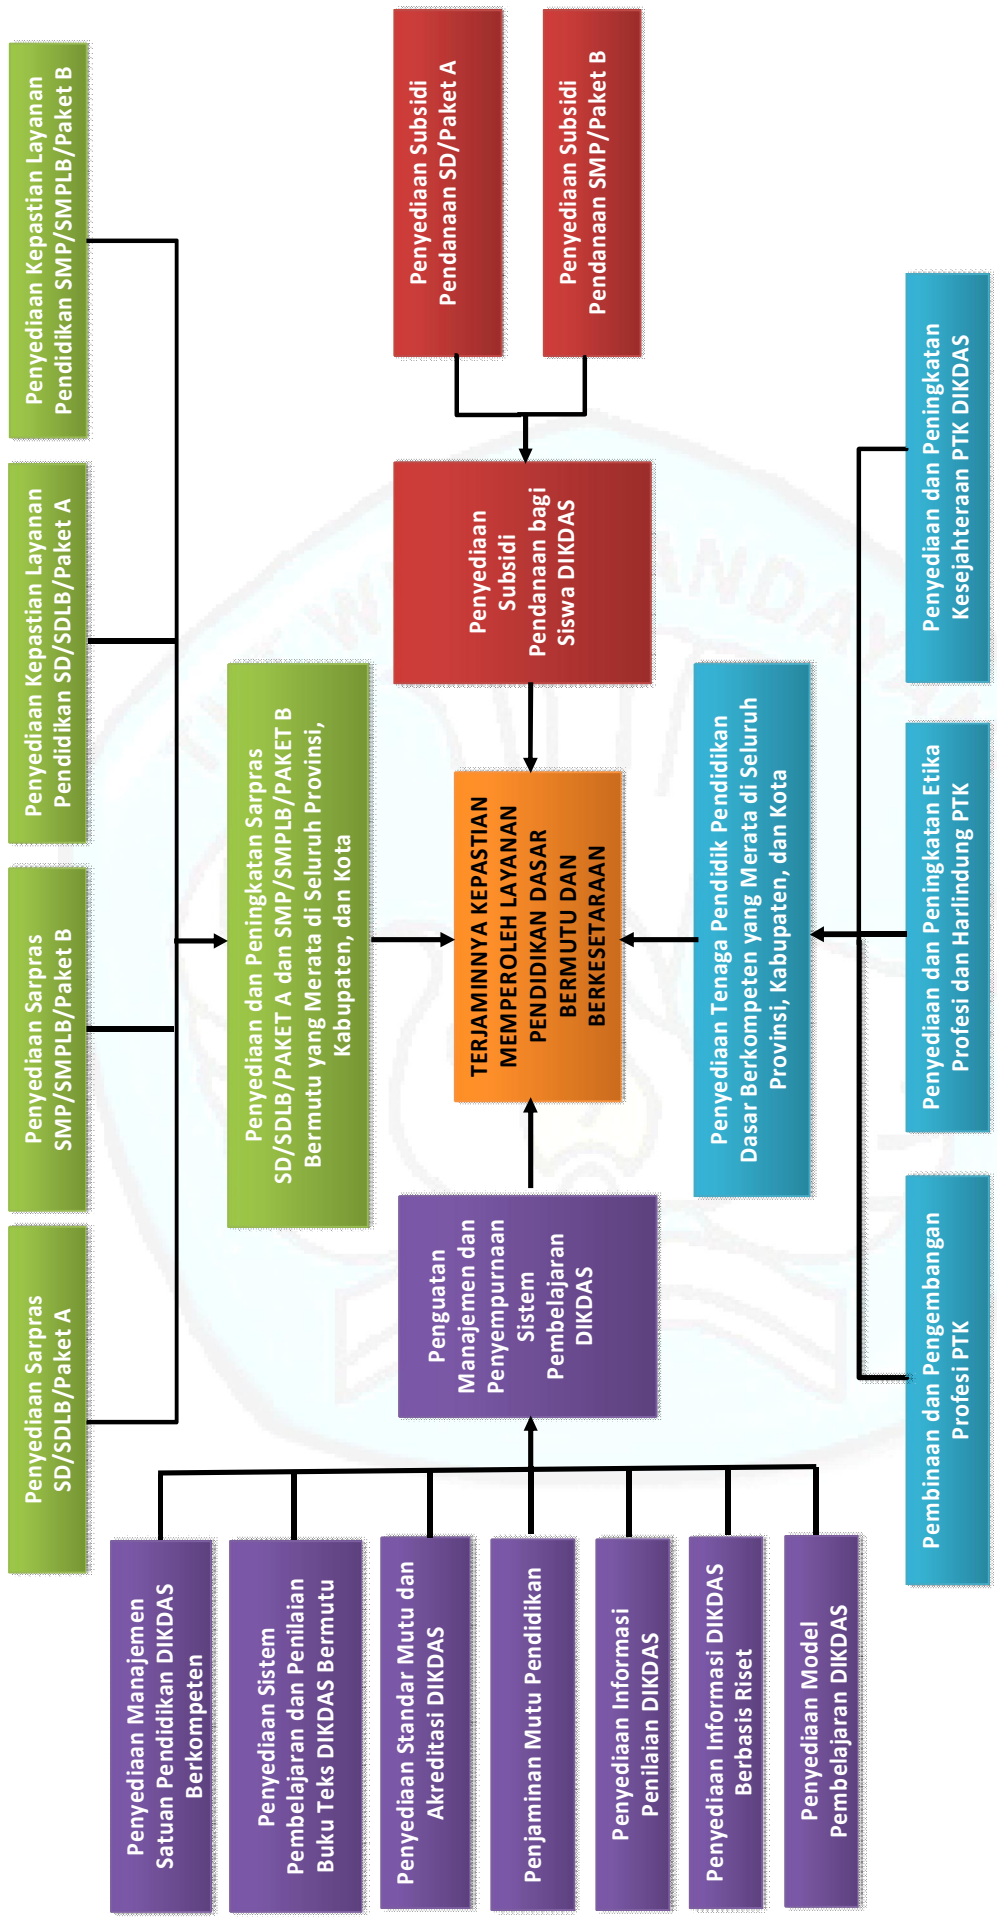 Penyediaan Sarpras
SD/SDLB/Paket A
Penyediaan Sarpras
SMP/SMPLB/Paket B
Penyediaan Kepastian Layanan
Pendidikan SD/SDLB/Paket A
Penyediaan Kepastian Layanan
Pendidikan SMP/SMPLB/Paket B
Penyediaan dan Peningkatan Sarpras
SD/SDLB/PAKET A dan SMP/SMPLB/PAKET B
Bermutu yang Merata di Seluruh Provinsi,
Kabupaten, dan Kota
Penyediaan Manajemen
Satuan Pendidikan DIKDAS
Berkompeten
Penyediaan Sistem
Pembelajaran dan Penilaian
Buku Teks DIKDAS Bermutu
Penyediaan Standar Mutu dan
Akreditasi DIKDAS
Penjaminan Mutu Pendidikan
Penyediaan Informasi
Penilaian DIKDAS
Penyediaan Informasi DIKDAS
Berbasis Riset
Penyediaan Model
Pembelajaran DIKDAS
Penguatan
Manajemen dan
Penyempurnaan
Sistem
Pembelajaran
DIKDAS
TERJAMINNYA KEPASTIAN
MEMPEROLEH LAYANAN
PENDIDIKAN DASAR
BERMUTU DAN
BERKESETARAAN
Penyediaan
Subsidi
Pendanaan bagi
Siswa DIKDAS
Penyediaan Subsidi
Pendanaan SD/Paket A
Penyediaan Subsidi
Pendanaan SMP/Paket B
Penyediaan Tenaga Pendidik Pendidikan
Dasar Berkompeten yang Merata di Seluruh
Provinsi, Kabupaten, dan Kota
Pembinaan dan Pengembangan
Profesi PTK
Penyediaan dan Peningkatan Etika
Profesi dan Harlindung PTK
Penyediaan dan Peningkatan
Kesejahteraan PTK DIKDAS